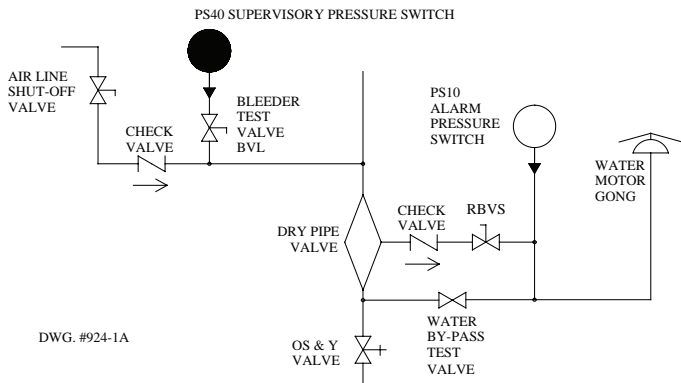 PS40 SUPERVISORY PRESSURE SWITCH
AIR LINE
SHUT-OFF
VALVE
BLEEDER
TEST
VALVE
BVL
CHECK
VALVE
PS10
ALARM
PRESSURE
SWITCH
WATER
MOTOR
GONG
DRY PIPE
VALVE
CHECK
VALVE
RBVS
WATER
BY-PASS
TEST
VALVE
OS & Y
VALVE
DWG. #924-1A